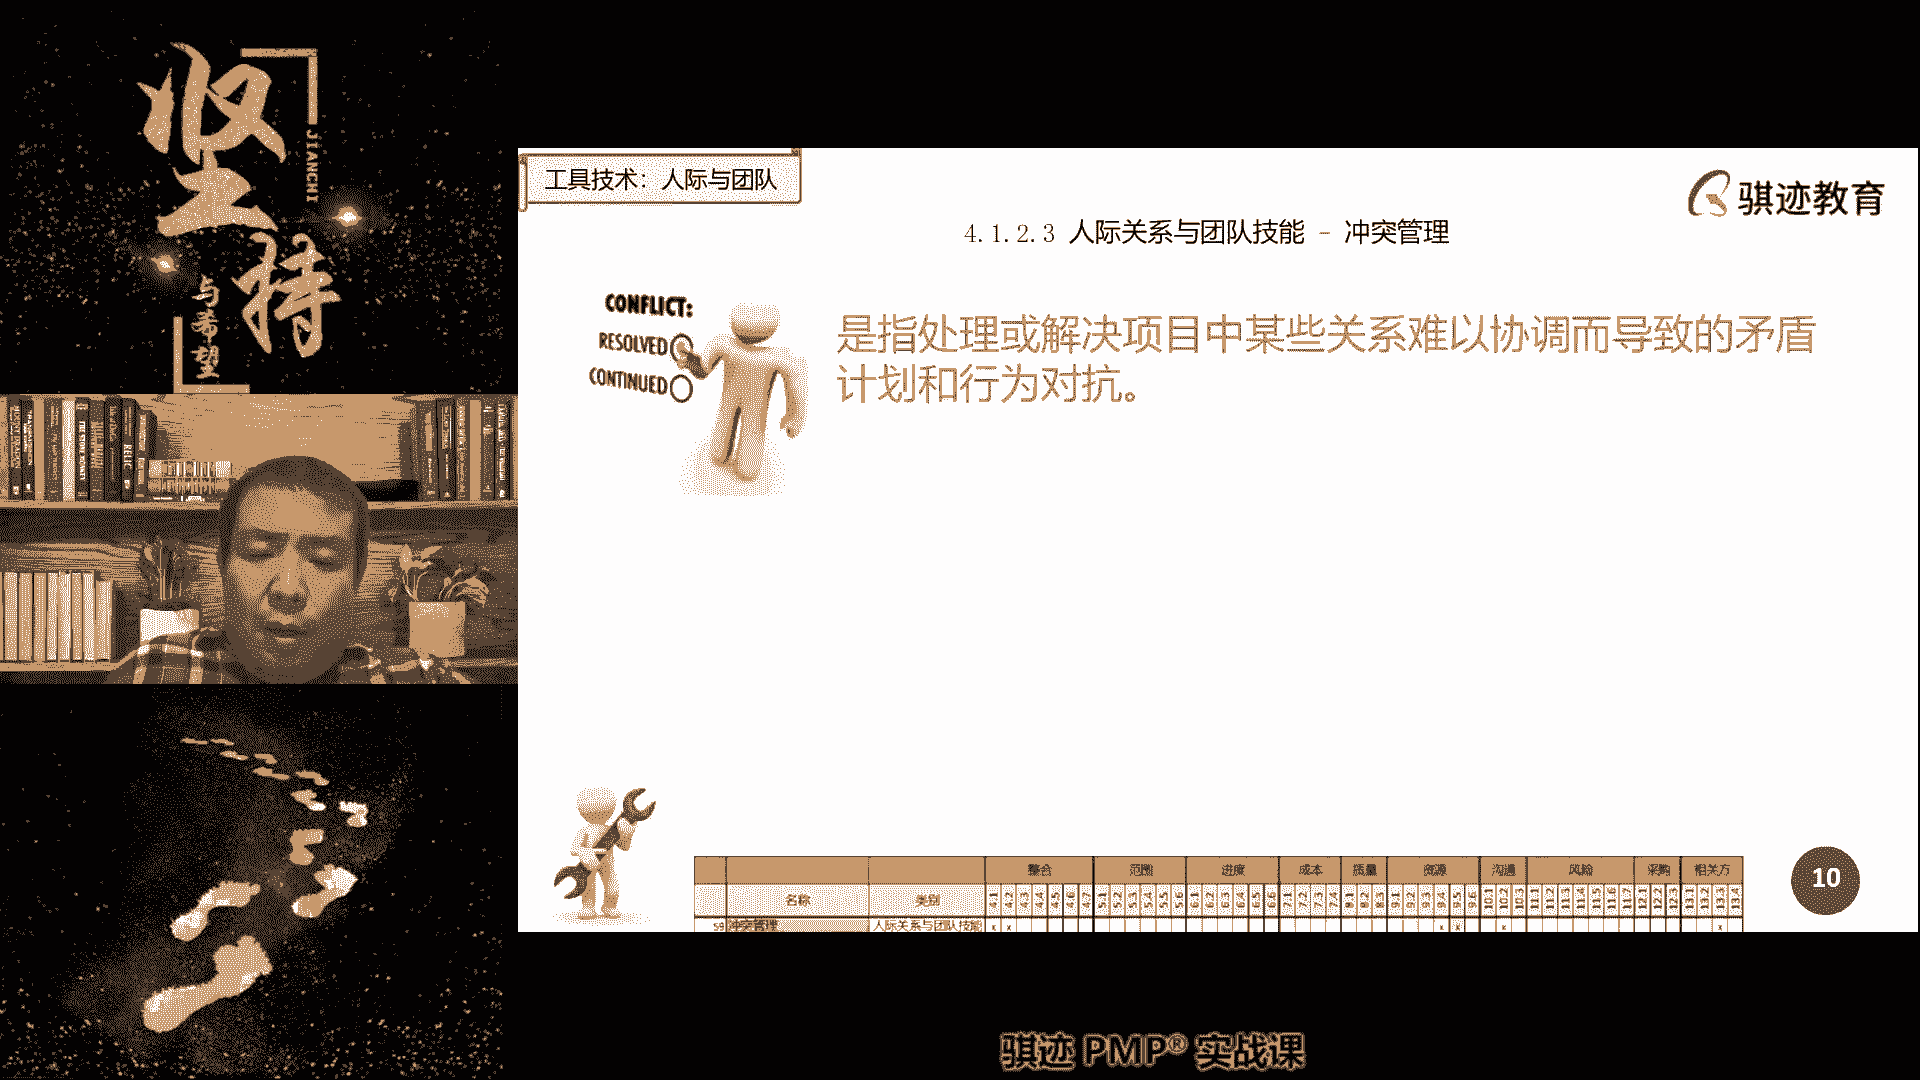 坚
持
JIANCHI
与
希
望
工具技术：人际与团队
骐迹教育
4.1.2.3 人际关系与团队技能 - 冲突管理
CONFLICT:
RESOLVED
CONTINUED
是指处理或解决项目中某些关系难以协调而导致的矛盾
计划和行为对抗。
整合 范围 进度 成本 质量 资源 沟通 风险 采购 相关方
名称 类别
59 冲突管理 人际关系与团队技能 x x x x x x
10
骐迹 PMP® 实战课